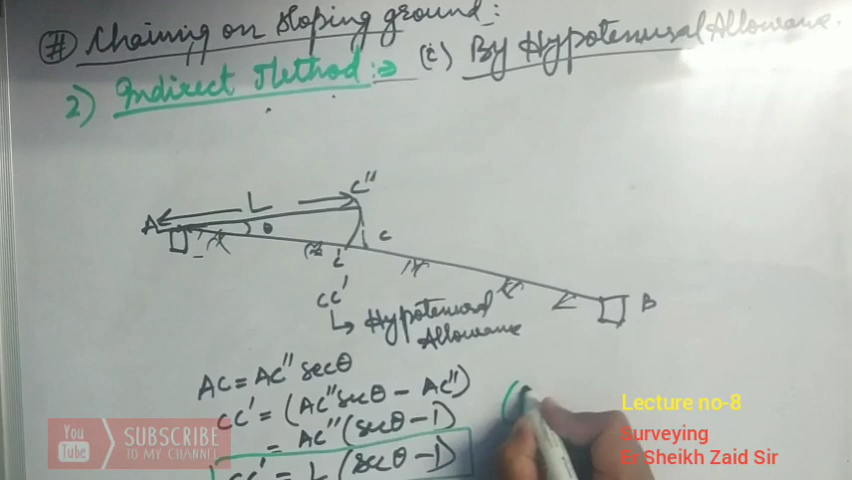 # Chaining on sloping ground:
2) Indirect Method:⇒ (c) By Hypotenusal Allowance.
L
C"
A
θ
C
C'
B
CC'
↳ Hypotenusal
Allowance
AC = AC" secθ
CC' = (AC" secθ - AC")
= AC" (secθ - 1)
CC' = L (secθ - 1)
Lecture no-8
Surveying
Er Sheikh Zaid Sir
You
Tube
SUBSCRIBE
TO MY CHANNEL